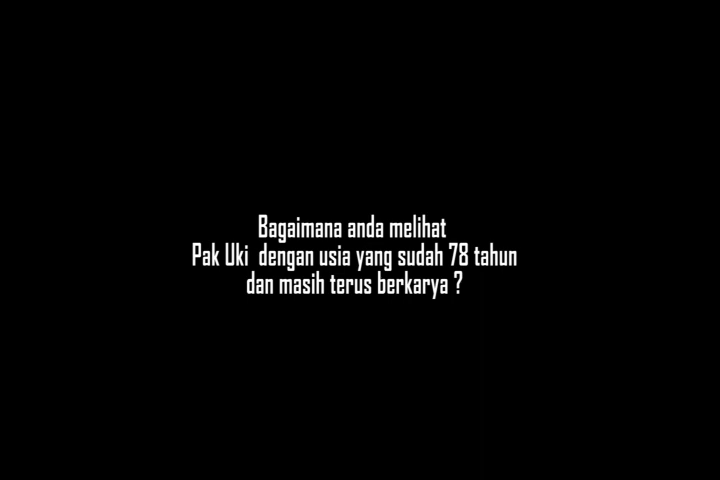 Bagaimana anda melihat
Pak Uki dengan usia yang sudah 78 tahun
dan masih terus berkarya ?